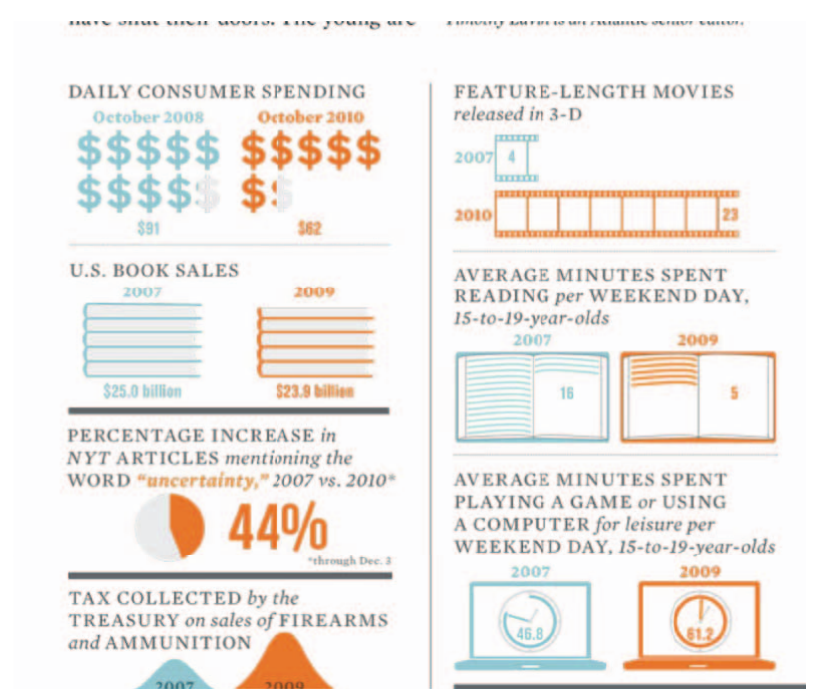 have shut their doors. The young are
Timothy Lavin is an Atlantic senior editor.
DAILY CONSUMER SPENDING
October 2008 October 2010
$$$$$ $$$$$
$$$$$ $$
$91 $62
U.S. BOOK SALES
2007 2009
$25.0 billion $23.9 billion
PERCENTAGE INCREASE in
NYT ARTICLES mentioning the
WORD "uncertainty," 2007 vs. 2010*
44%
*through Dec. 3
TAX COLLECTED by the
TREASURY on sales of FIREARMS
and AMMUNITION
2007 2009
FEATURE-LENGTH MOVIES
released in 3-D
2007 4
2010 23
AVERAGE MINUTES SPENT
READING per WEEKEND DAY,
15-to-19-year-olds
2007 2009
16 5
AVERAGE MINUTES SPENT
PLAYING A GAME or USING
A COMPUTER for leisure per
WEEKEND DAY, 15-to-19-year-olds
2007 2009
46.8 61.2